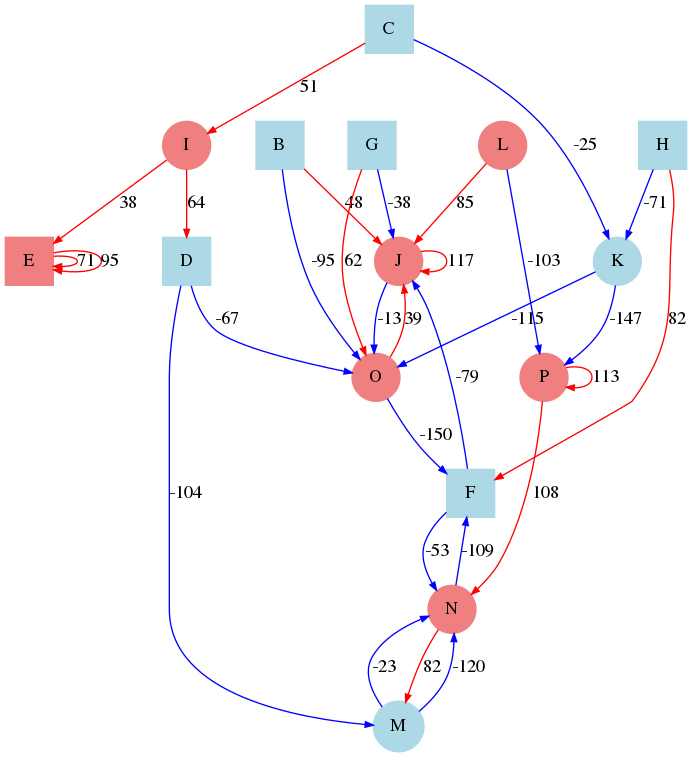 C
51
I B G L -25 H
38 64 48 -38 85 -71
E 71 95 D -95 62 J 117 -103 K
-67 -13 39 -115 -147 82
O P 113
-79
-150
-104 F 108
-53 -109
N
-23 82 -120
M